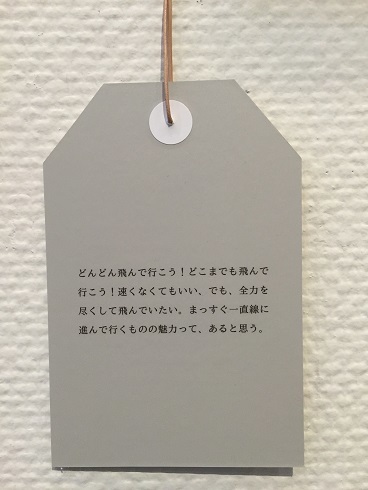 どんどん飛んで行こう！どこまでも飛んで
行こう！速くなくてもいい、でも、全力を
尽くして飛んでいたい。まっすぐ一直線に
進んで行くものの魅力って、あると思う。